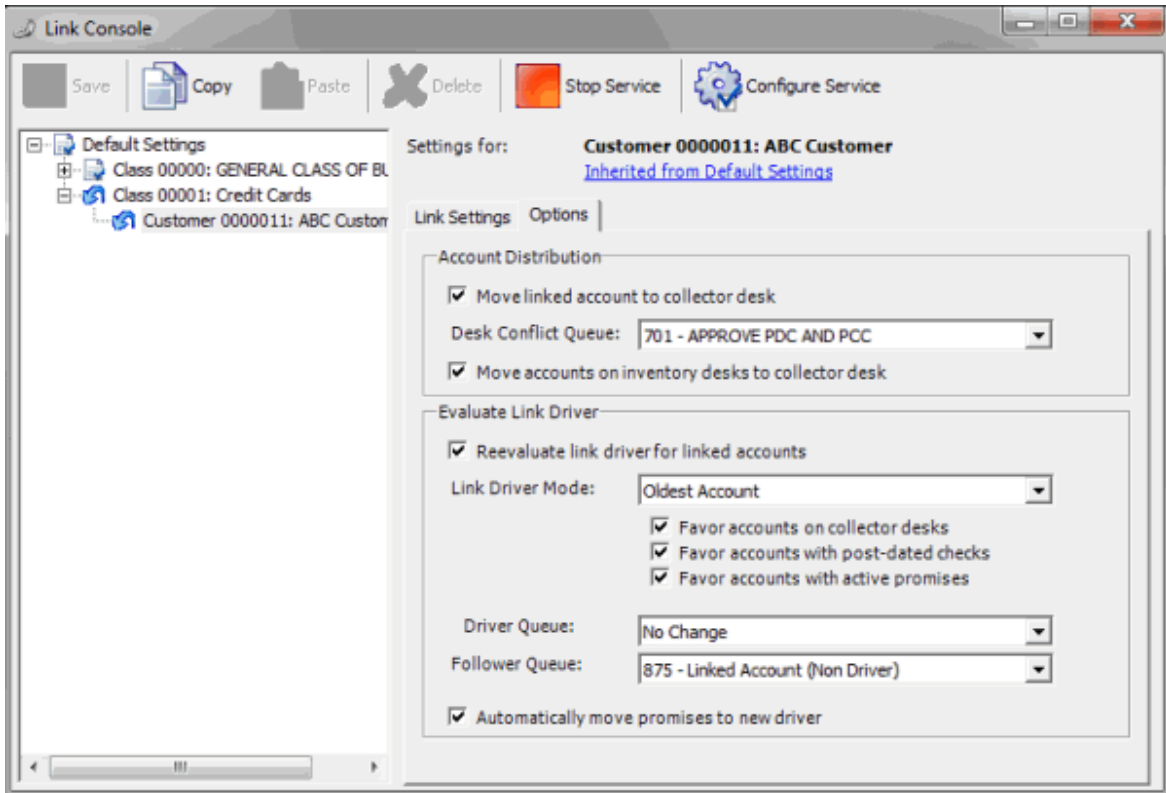 Link Console
Save Copy Paste Delete Stop Service Configure Service
Default Settings
Class 00000: GENERAL CLASS OF BU
Class 00001: Credit Cards
Customer 0000011: ABC Custom
Settings for: Customer 0000011: ABC Customer
Inherited from Default Settings
Link Settings Options
Account Distribution
Move linked account to collector desk
Desk Conflict Queue: 701 - APPROVE PDC AND PCC
Move accounts on inventory desks to collector desk
Evaluate Link Driver
Reevaluate link driver for linked accounts
Link Driver Mode: Oldest Account
Favor accounts on collector desks
Favor accounts with post-dated checks
Favor accounts with active promises
Driver Queue: No Change
Follower Queue: 875 - Linked Account (Non Driver)
Automatically move promises to new driver